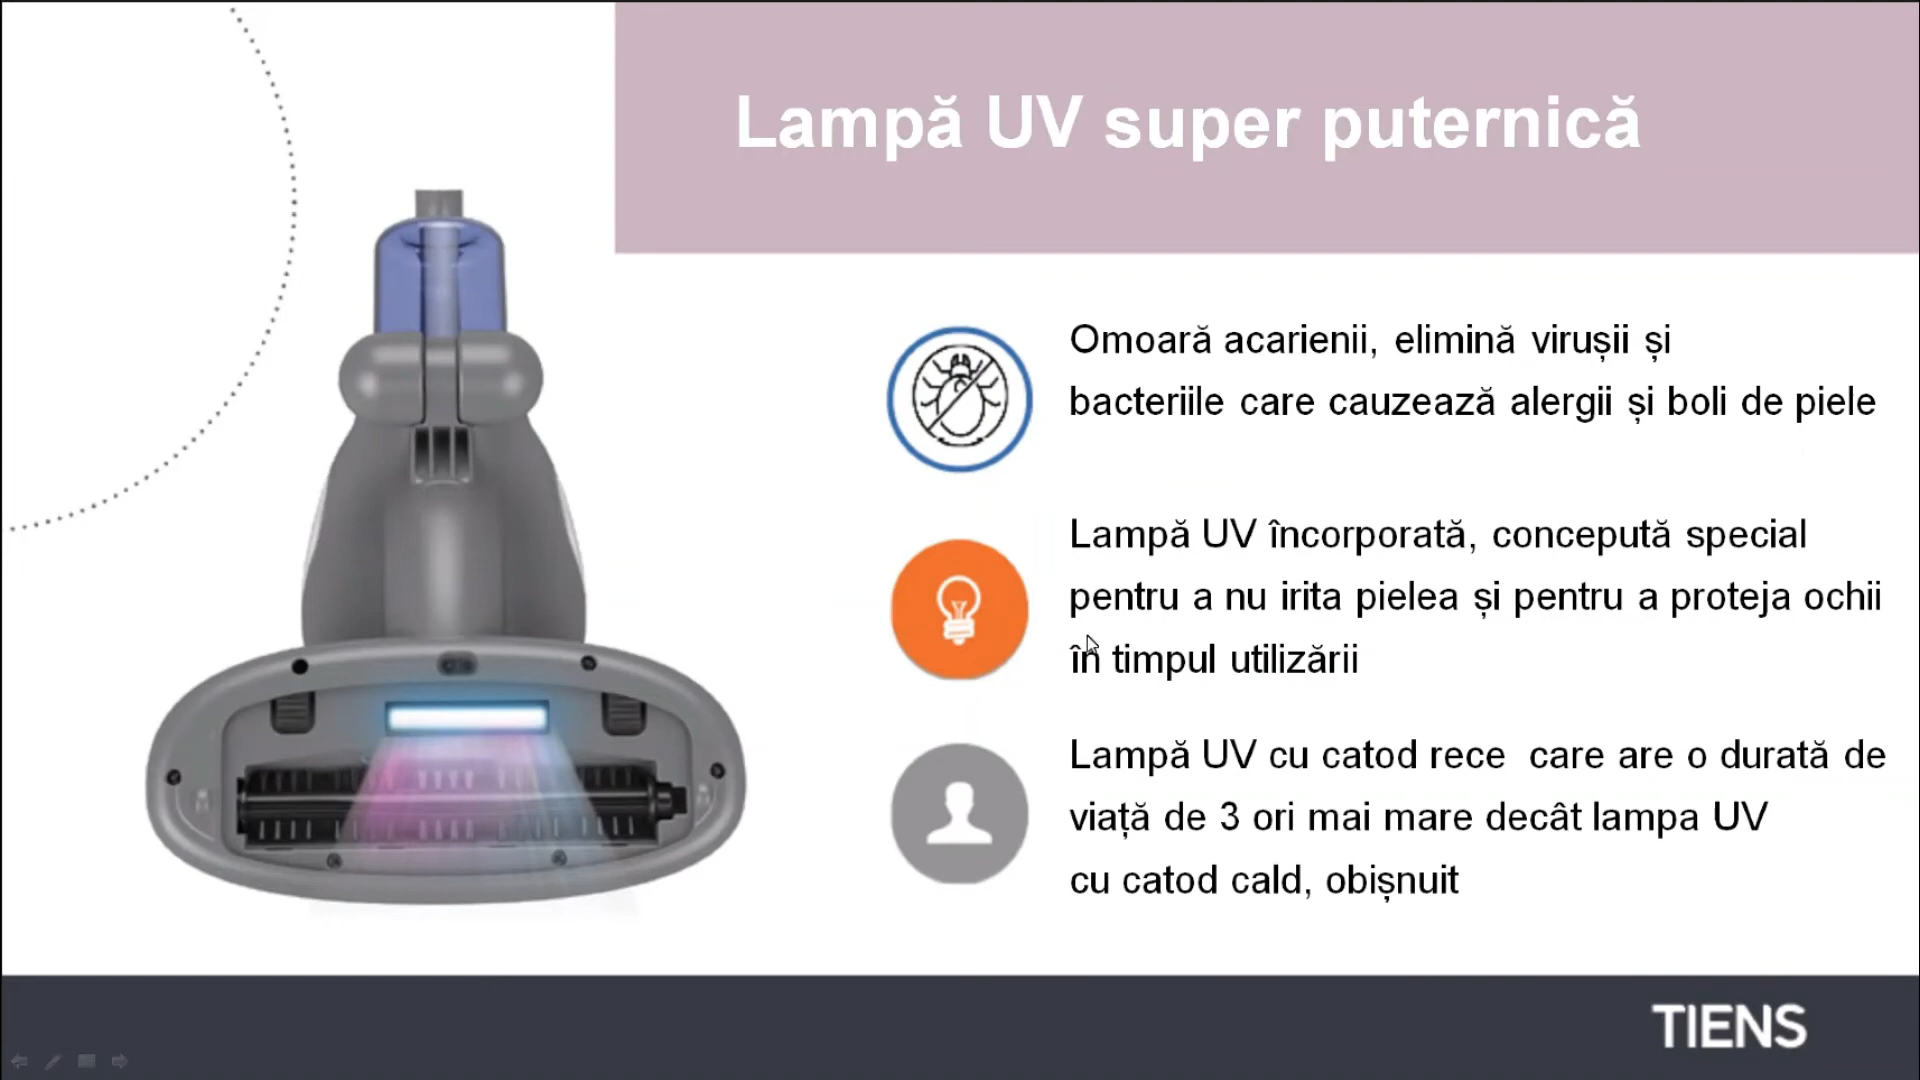 Lampă UV super puternică
Omoară acarienii, elimină virușii și
bacteriile care cauzează alergii și boli de piele
Lampă UV încorporată, concepută special
pentru a nu irita pielea și pentru a proteja ochii
în timpul utilizării
Lampă UV cu catod rece care are o durată de
viață de 3 ori mai mare decât lampa UV
cu catod cald, obișnuit
TIENS